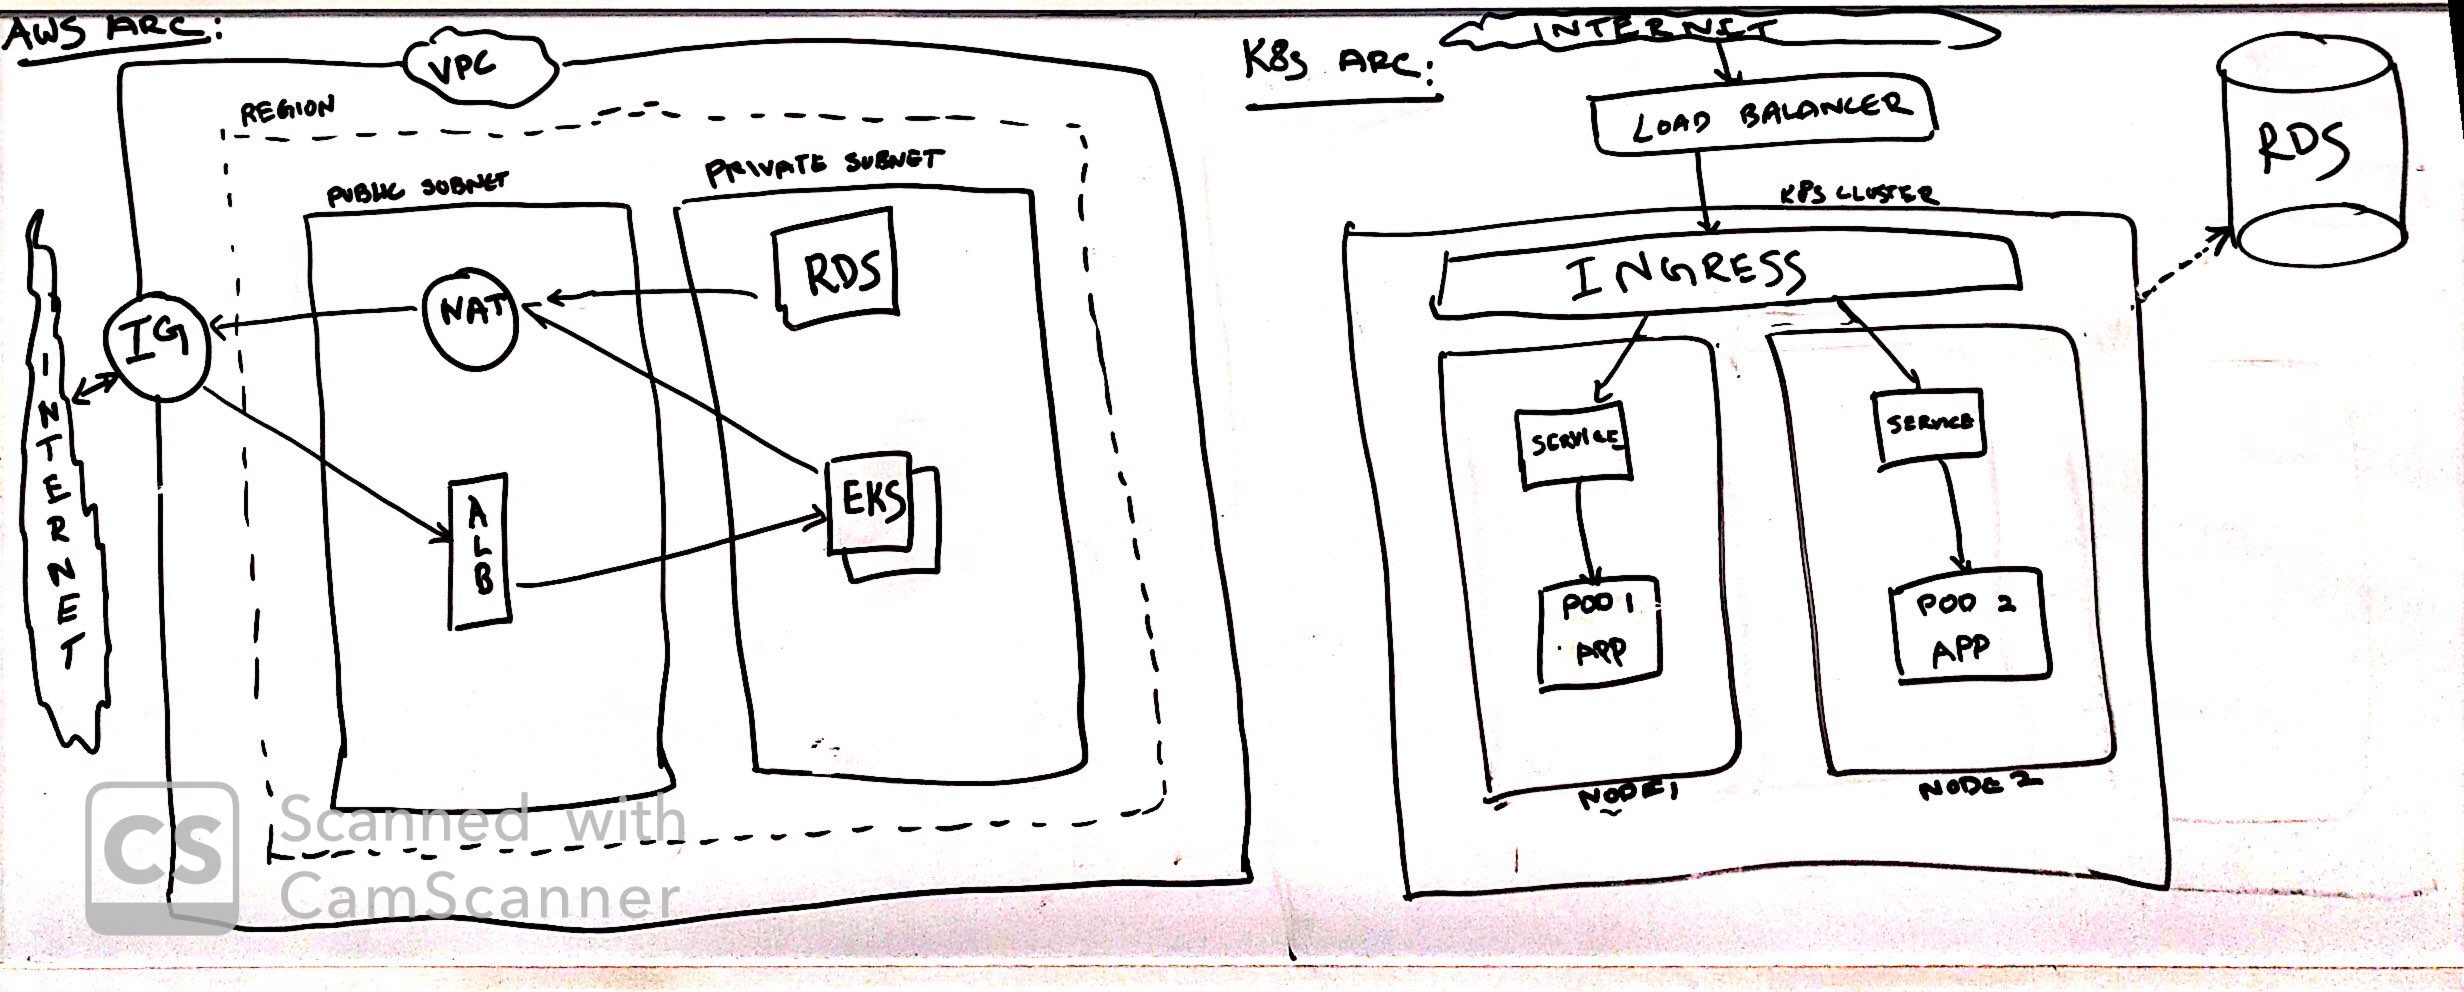 AWS ARC:
VPC
REGION
PUBLIC SUBNET
PRIVATE SUBNET
INTERNET
IG
NAT
RDS
ALB
EKS
K8s ARC:
INTERNET
LOAD BALANCER
K8S CLUSTER
INGRESS
SERVICE
SERVICE
POD 1
APP
POD 2
APP
NODE 1
NODE 2
RDS
CS
Scanned with
CamScanner